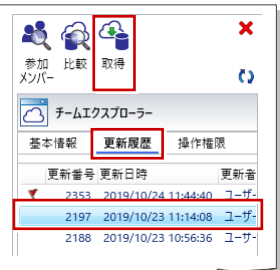 参加
メンバー
比較
取得
チームエクスプローラー
基本情報 更新履歴 操作権限
更新番号 更新日時 更新者
2353 2019/10/24 11:44:40 ユーザー
2197 2019/10/23 11:14:08 ユーザー
2188 2019/10/23 10:56:36 ユーザー